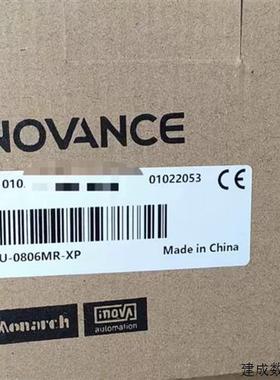 NOVANCE
010.
01022053
CE
U-0806MR-XP
Made in China
Monarch
inovA
automation
建成数